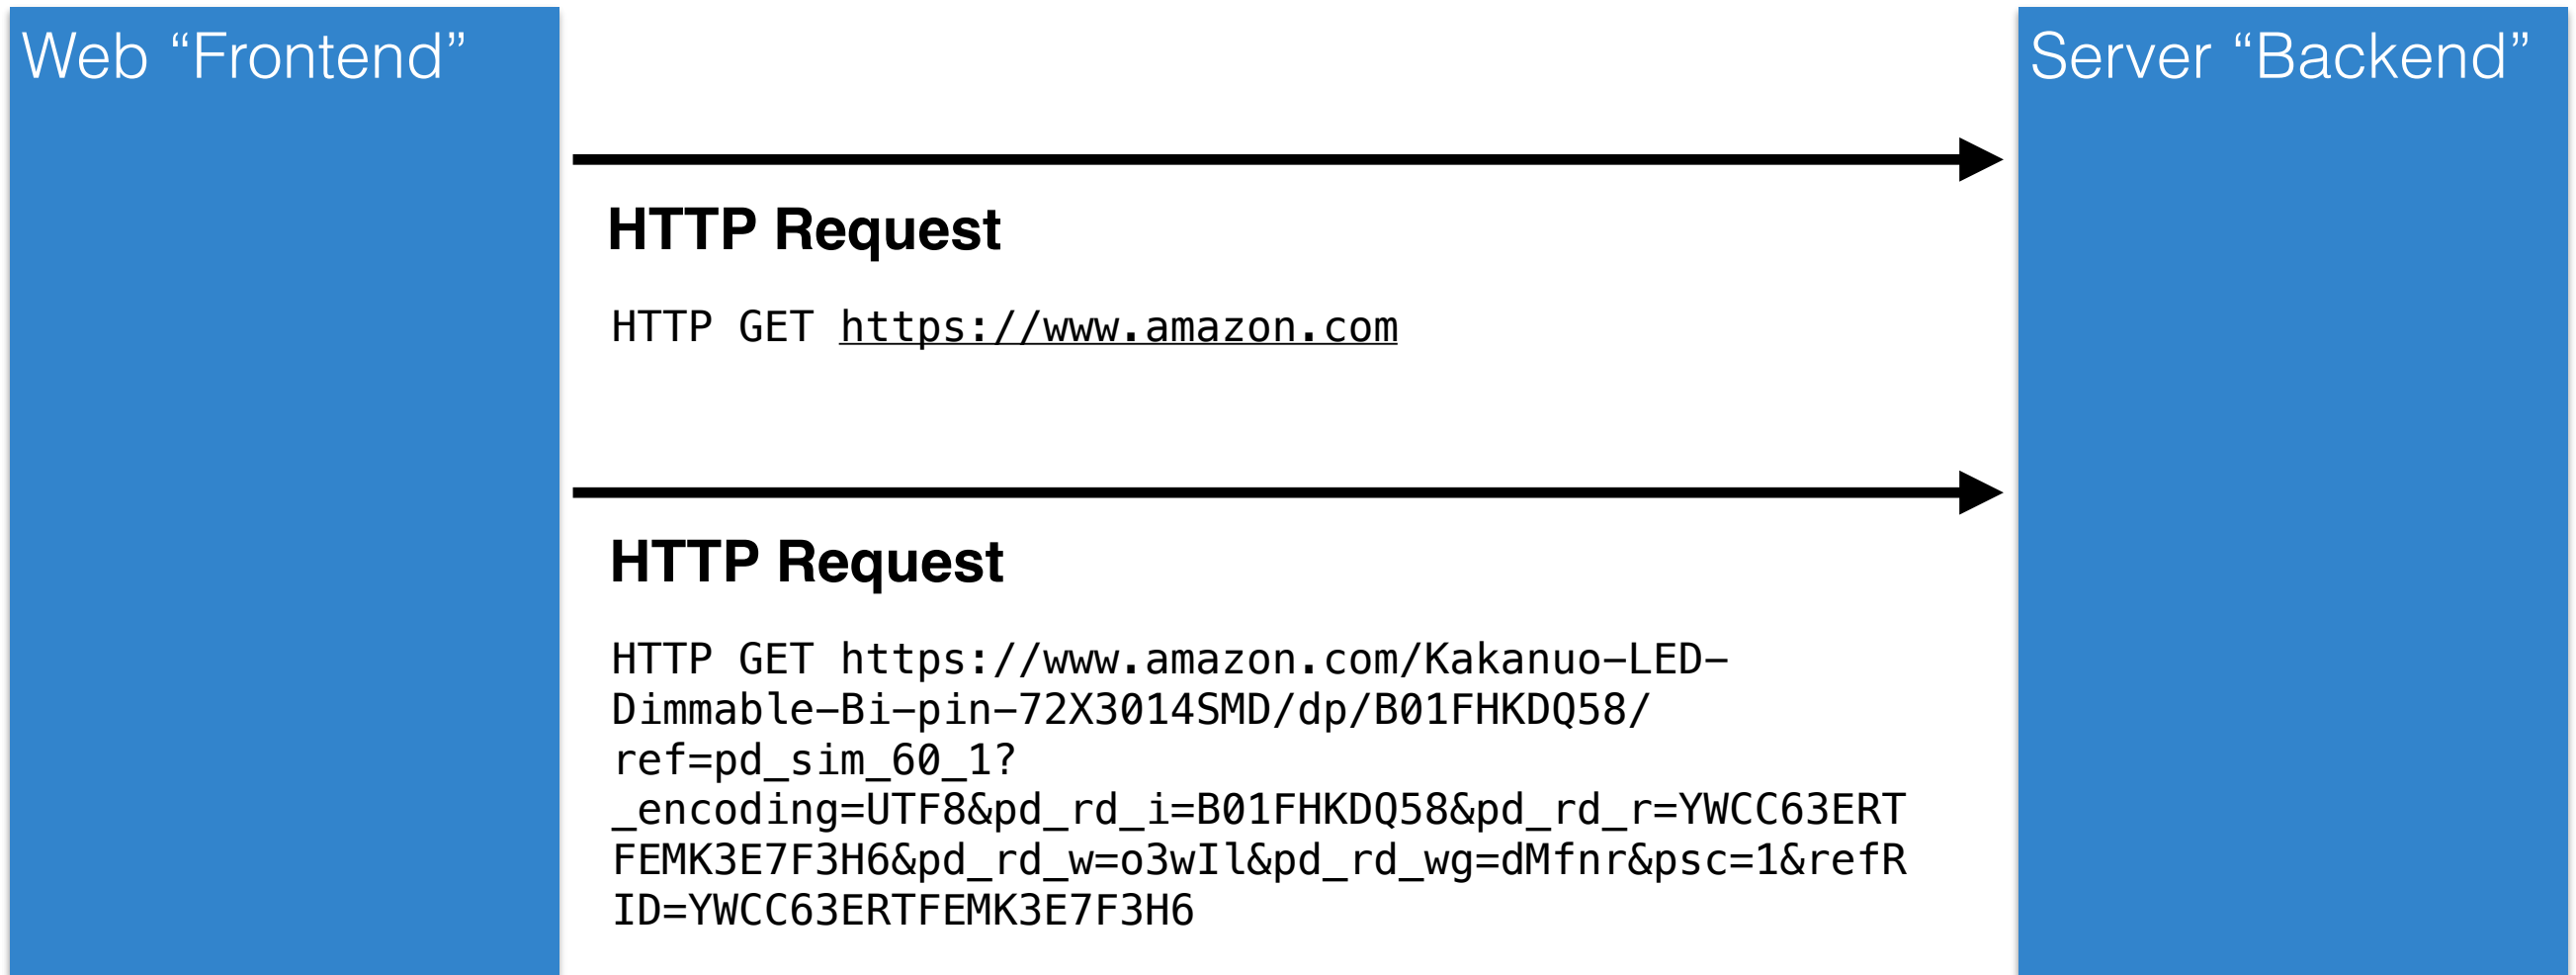 Web “Frontend”
Server “Backend”
HTTP Request
HTTP GET https://www.amazon.com
HTTP Request
HTTP GET https://www.amazon.com/Kakanuo-LED-
Dimmable-Bi-pin-72X3014SMD/dp/B01FHKDQ58/
ref=pd_sim_60_1?
_encoding=UTF8&pd_rd_i=B01FHKDQ58&pd_rd_r=YWCC63ERT
FEMK3E7F3H6&pd_rd_w=o3wIl&pd_rd_wg=dMfnr&psc=1&refR
ID=YWCC63ERTFEMK3E7F3H6